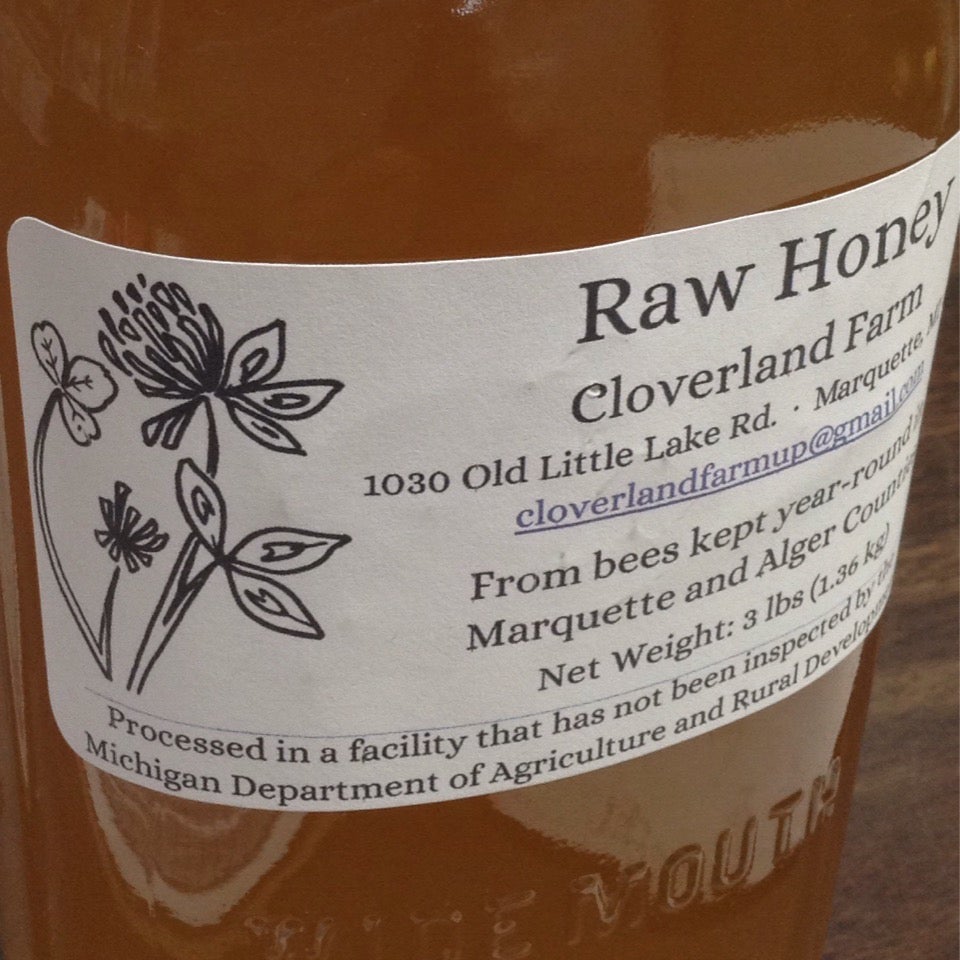 Raw Honey
Cloverland Farm
1030 Old Little Lake Rd. · Marquette,
cloverlandfarmup@gmail.com
From bees kept year-round
Marquette and Alger
Net Weight: 3 lbs (1.36 kg)
Processed in a facility that has not been inspected by the
Michigan Department of Agriculture and Rural
WIDE MOUTH